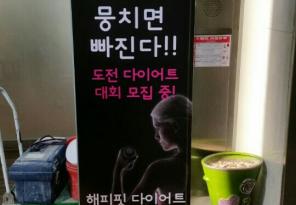 뭉치면
빠진다!!
도전 다이어트
대회 모집 중!
해피핏 다이어트